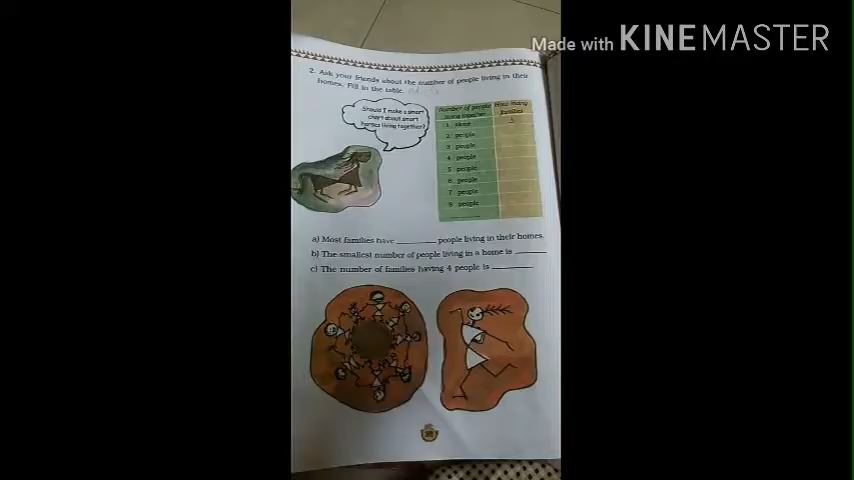 Made with KINEMASTER
2. Ask your friends about the number of people living in their
homes. Fill in the table.
Should I make a smart
chart about smart
horses living together?
Number of people living together How many families
1 alone
2 people
3 people
4 people
5 people
6 people
7 people
8 people
a) Most families have ________ people living in their homes.
b) The smallest number of people living in a home is ________
c) The number of families having 4 people is ________